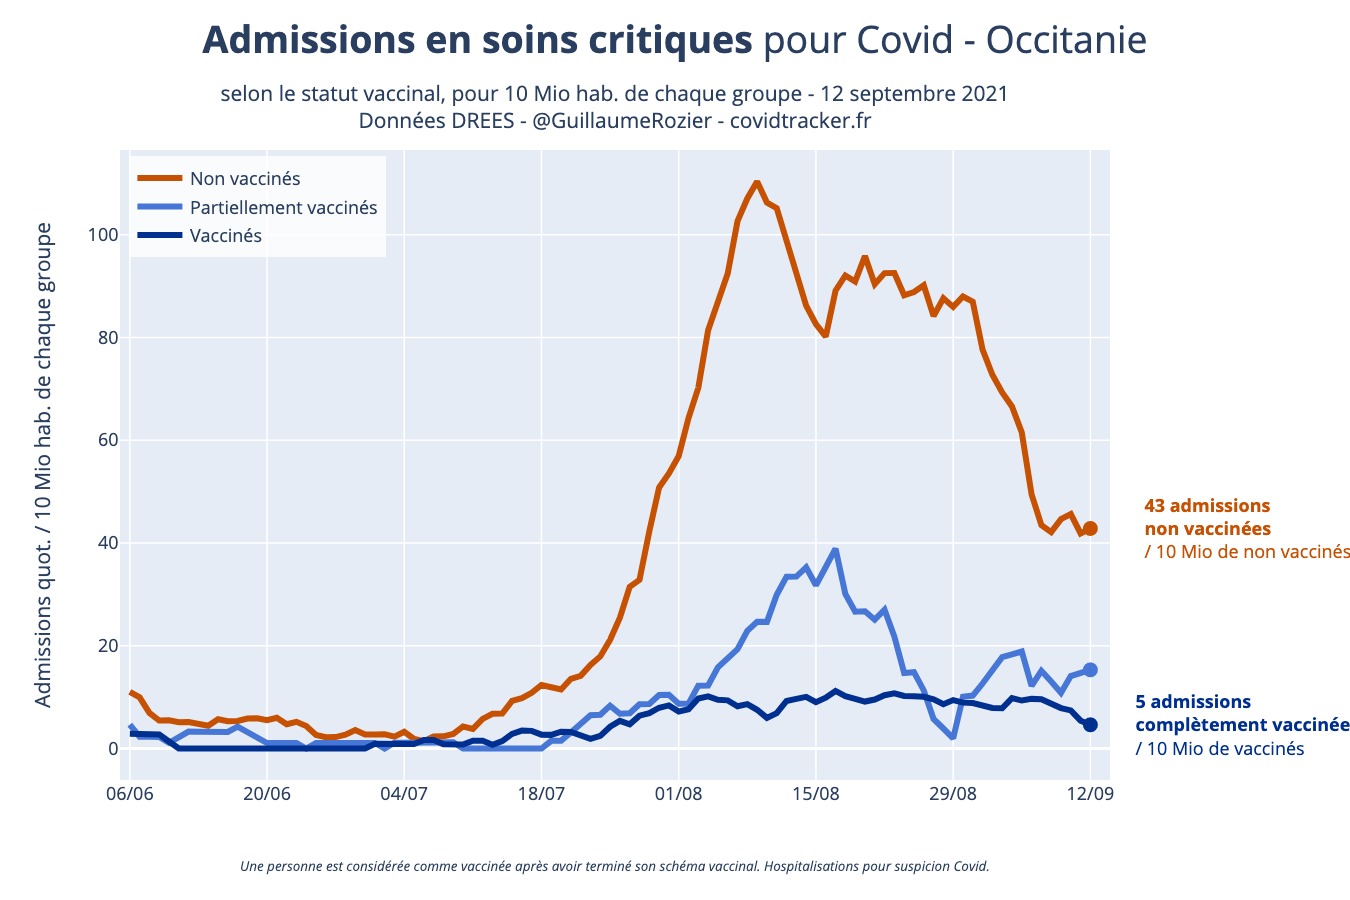 Admissions en soins critiques pour Covid - Occitanie
selon le statut vaccinal, pour 10 Mio hab. de chaque groupe - 12 septembre 2021
Données DREES - @GuillaumeRozier - covidtracker.fr
Non vaccinés
Partiellement vaccinés
Vaccinés
Admissions quot. / 10 Mio hab. de chaque groupe
100
80
60
40
20
0
06/06
20/06
04/07
18/07
01/08
15/08
29/08
12/09
43 admissions
non vaccinées
/ 10 Mio de non vaccinés
5 admissions
complètement vaccinée
/ 10 Mio de vaccinés
Une personne est considérée comme vaccinée après avoir terminé son schéma vaccinal. Hospitalisations pour suspicion Covid.